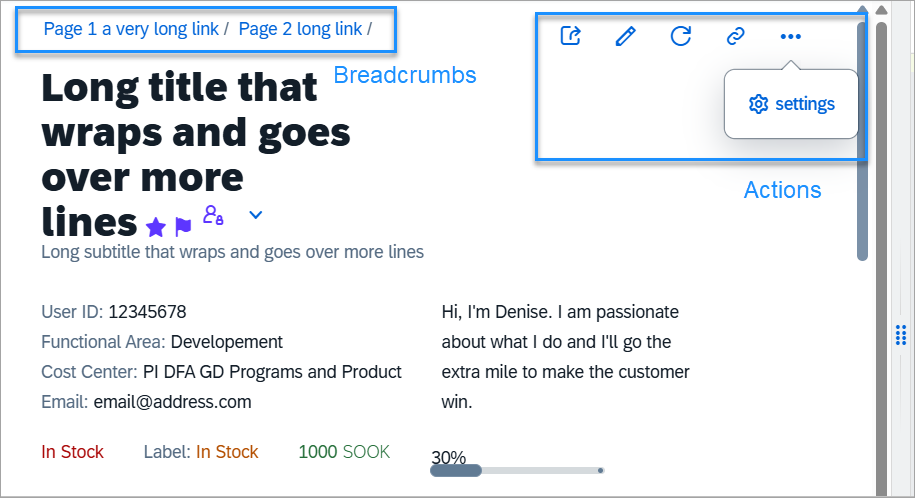 Page 1 a very long link / Page 2 long link /
Breadcrumbs
settings
Actions
Long title that
wraps and goes
over more
lines
Long subtitle that wraps and goes over more lines
User ID: 12345678
Functional Area: Developement
Cost Center: PI DFA GD Programs and Product
Email: email@address.com
Hi, I'm Denise. I am passionate
about what I do and I'll go the
extra mile to make the customer
win.
In Stock
Label: In Stock
1000 SOOK
30%